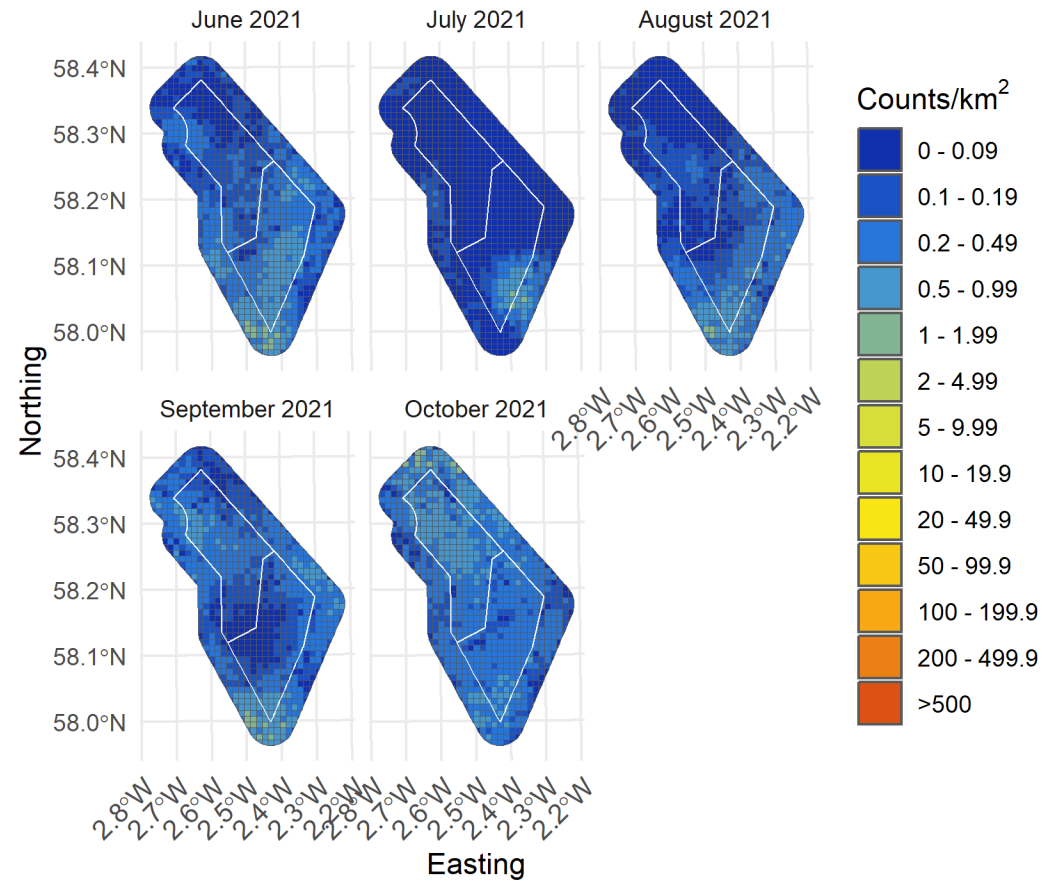 June 2021
July 2021
August 2021
58.4°N
58.3°N
58.2°N
58.1°N
58.0°N
2.8°W
2.7°W
2.6°W
2.5°W
2.4°W
2.3°W
2.2°W
September 2021
October 2021
58.4°N
58.3°N
58.2°N
58.1°N
58.0°N
2.8°W
2.7°W
2.6°W
2.5°W
2.4°W
2.3°W
2.2°W
2.8°W
2.7°W
2.6°W
2.5°W
2.4°W
2.3°W
2.2°W
Northing
Easting
Counts/km²
0 - 0.09
0.1 - 0.19
0.2 - 0.49
0.5 - 0.99
1 - 1.99
2 - 4.99
5 - 9.99
10 - 19.9
20 - 49.9
50 - 99.9
100 - 199.9
200 - 499.9
>500